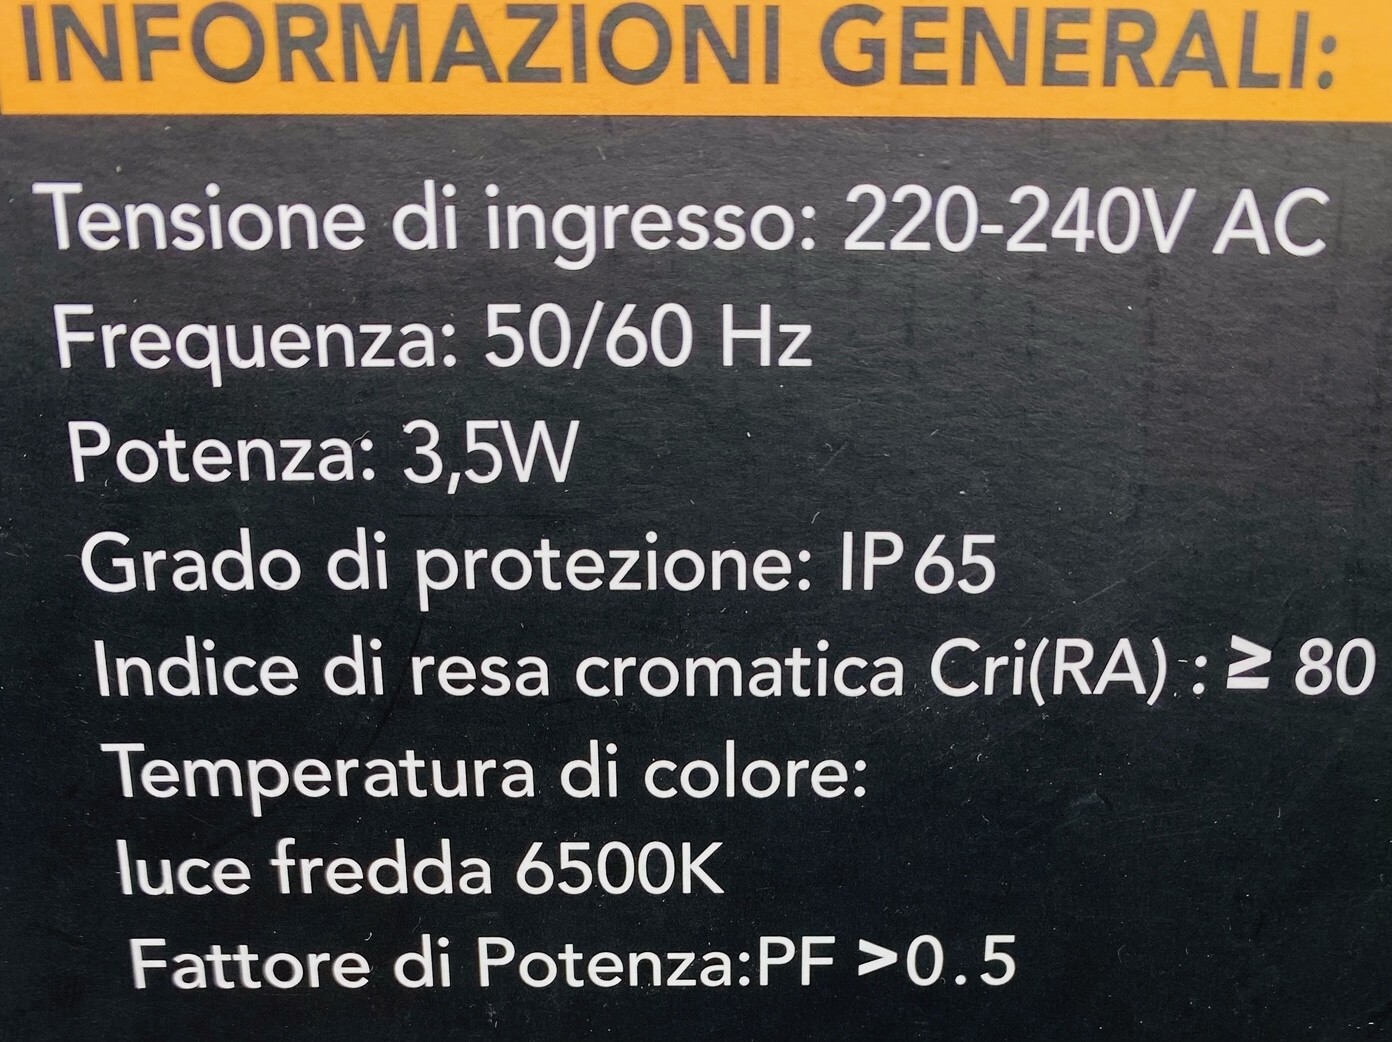 INFORMAZIONI GENERALI:
Tensione di ingresso: 220-240V AC
Frequenza: 50/60 Hz
Potenza: 3,5W
Grado di protezione: IP65
Indice di resa cromatica Cri(RA) : ≥ 80
Temperatura di colore:
luce fredda 6500K
Fattore di Potenza:PF >0.5